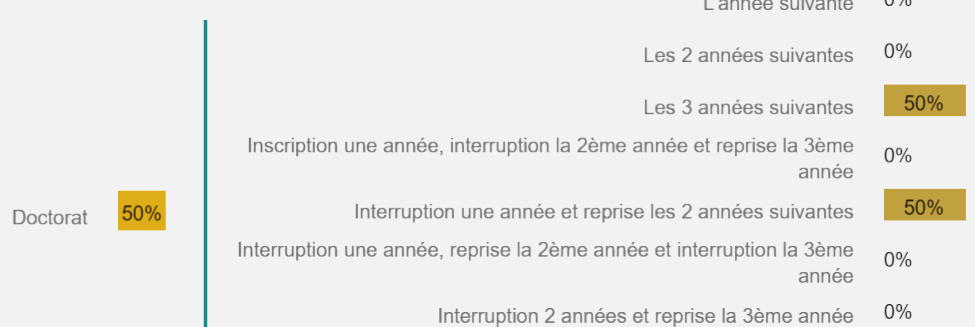 L'année suivante 0%
Les 2 années suivantes 0%
Les 3 années suivantes 50%
Inscription une année, interruption la 2ème année et reprise la 3ème
année 0%
Doctorat 50%
Interruption une année et reprise les 2 années suivantes 50%
Interruption une année, reprise la 2ème année et interruption la 3ème
année 0%
Interruption 2 années et reprise la 3ème année 0%